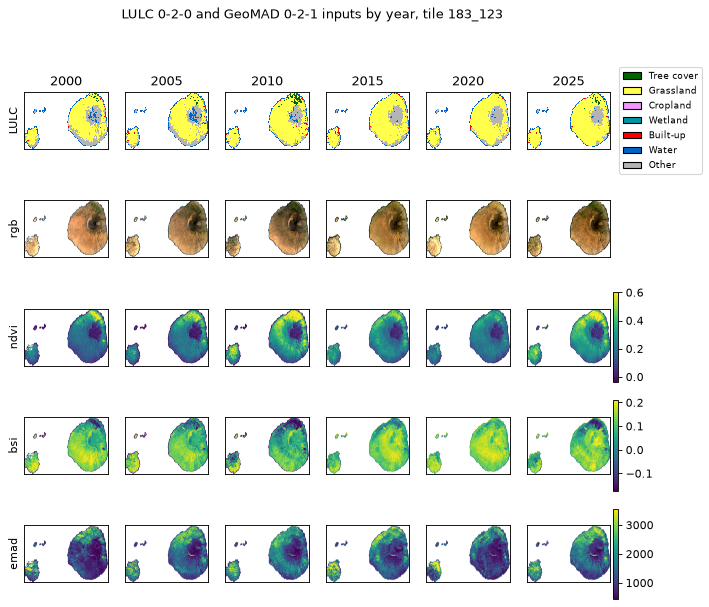 LULC 0-2-0 and GeoMAD 0-2-1 inputs by year, tile 183_123
2000 2005 2010 2015 2020 2025
LULC
Tree cover
Grassland
Cropland
Wetland
Built-up
Water
Other
rgb
ndvi
0.6
0.4
0.2
0.0
bsi
0.2
0.1
0.0
−0.1
emad
3000
2000
1000